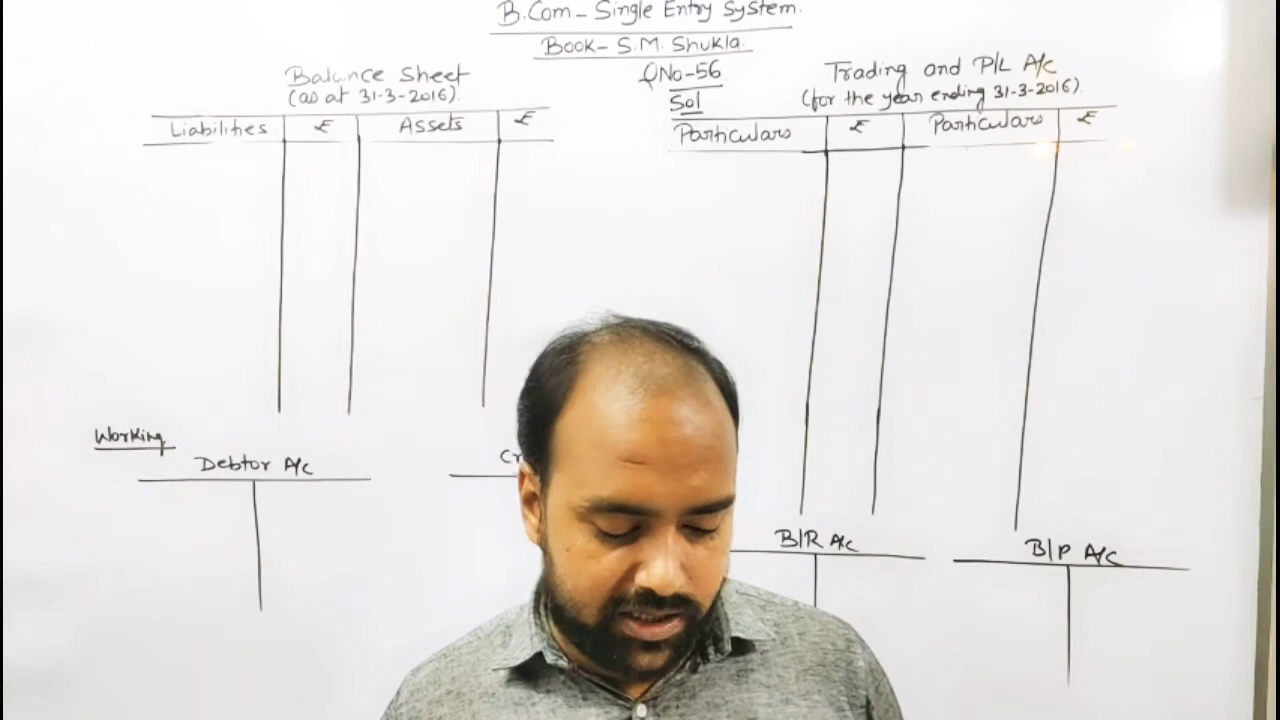 B.Com - Single Entry System.
Book - S.M. Shukla.
QNo-56
Sol
Balance Sheet
(as at 31-3-2016).
Liabilities ₹ Assets ₹
Trading and P/L A/c
(for the year ending 31-3-2016).
Particulars ₹ Particulars ₹
Working
Debtor A/c
Cr
B/R A/c
B/P A/c